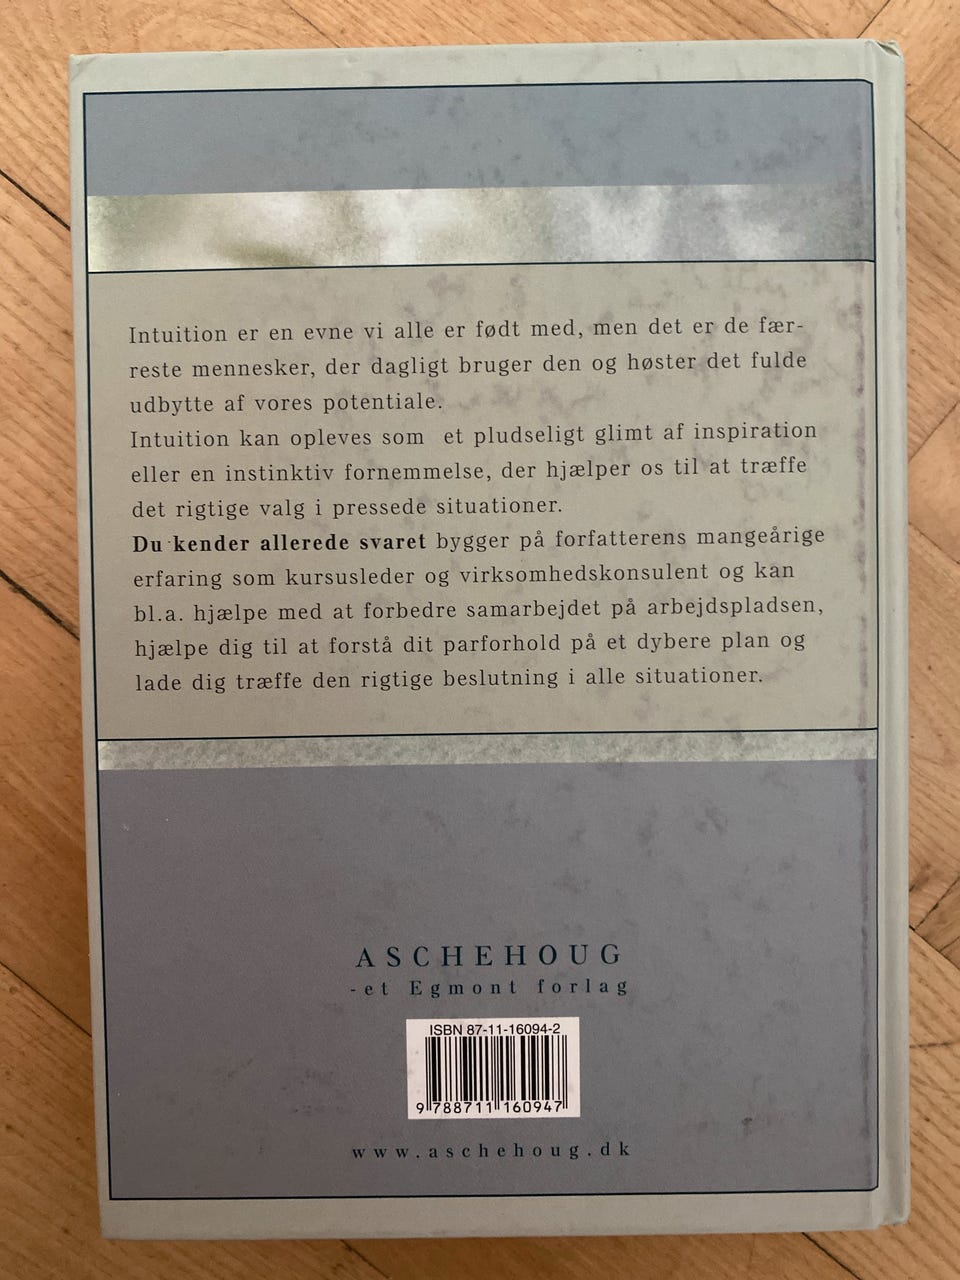 Intuition er en evne vi alle er født med, men det er de fær-
reste mennesker, der dagligt bruger den og høster det fulde
udbytte af vores potentiale.
Intuition kan opleves som et pludseligt glimt af inspiration
eller en instinktiv fornemmelse, der hjælper os til at træffe
det rigtige valg i pressede situationer.
Du kender allerede svaret bygger på forfatterens mangeårige
erfaring som kursusleder og virksomhedskonsulent og kan
bl.a. hjælpe med at forbedre samarbejdet på arbejdspladsen,
hjælpe dig til at forstå dit parforhold på et dybere plan og
lade dig træffe den rigtige beslutning i alle situationer.
ASCHEHOUG
-et Egmont forlag
ISBN 87-11-16094-2
9 788711 160947
www.aschehoug.dk